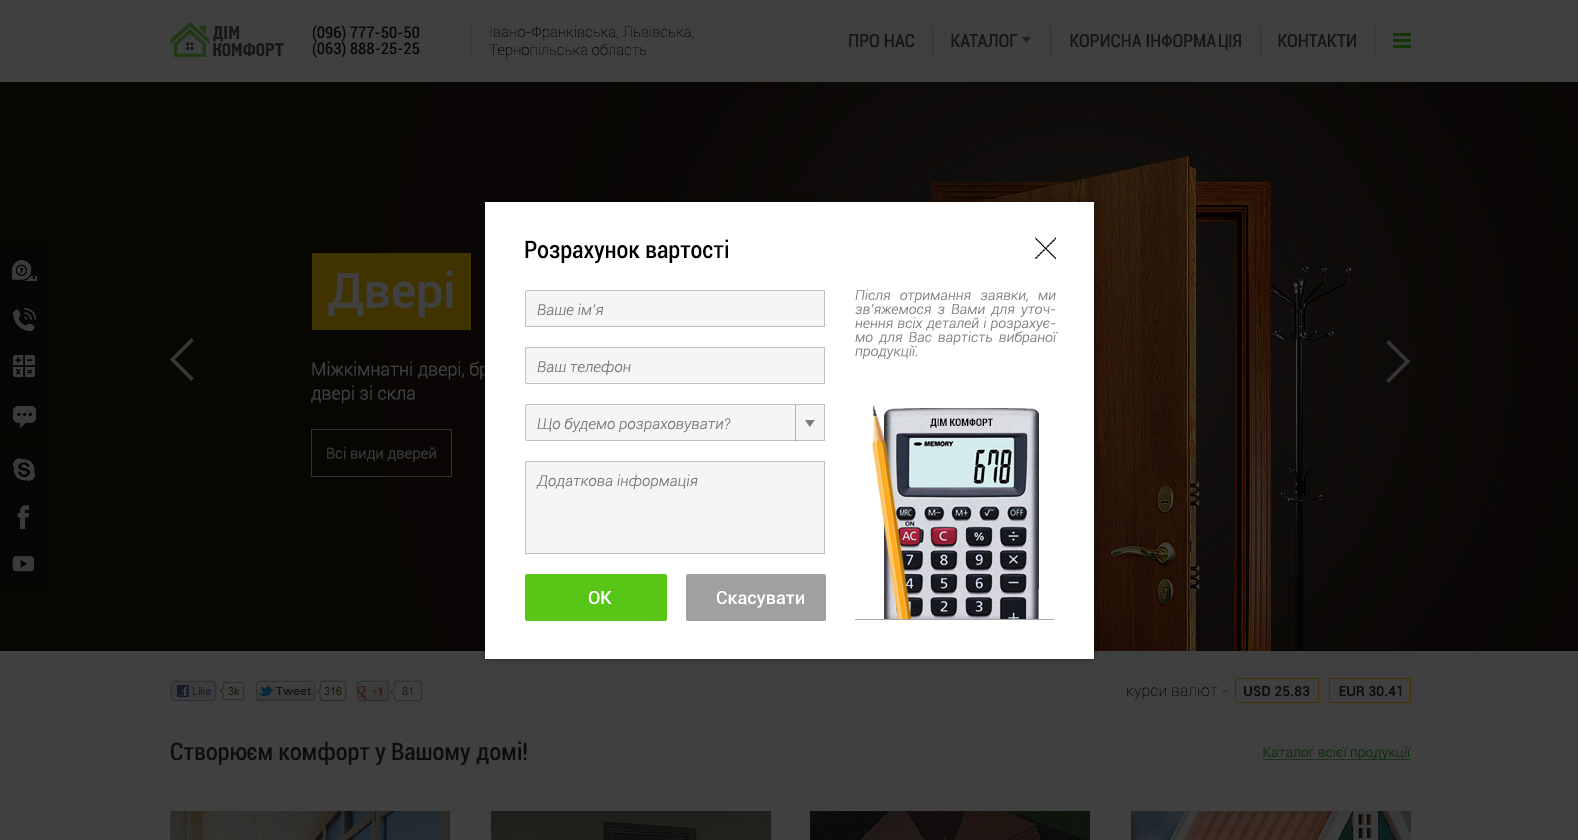 ДІМ
КОМФОРТ
(096) 777-50-50
(063) 888-25-25
Івано-Франківська, Львівська,
Тернопільська область
ПРО НАС
КАТАЛОГ
КОРИСНА ІНФОРМАЦІЯ
КОНТАКТИ
Двері
Міжкімнатні двері, бр
двері зі скла
Всі види дверей
Розрахунок вартості
Ваше ім'я
Ваш телефон
Що будемо розраховувати?
Додаткова інформація
ОК
Скасувати
Після отримання заявки, ми
зв'яжемося з Вами для уточ-
нення всіх деталей і розрахує-
мо для Вас вартість вибраної
продукції.
ДІМ КОМФОРТ
MEMORY
678
MRC M− M+ √ OFF
ON
AC C % ÷
7 8 9 ×
4 5 6 −
1 2 3 +
Like 3k
Tweet 316
+1 81
курси валют - USD 25.83 EUR 30.41
Створюєм комфорт у Вашому домі!
Каталог всієї продукції